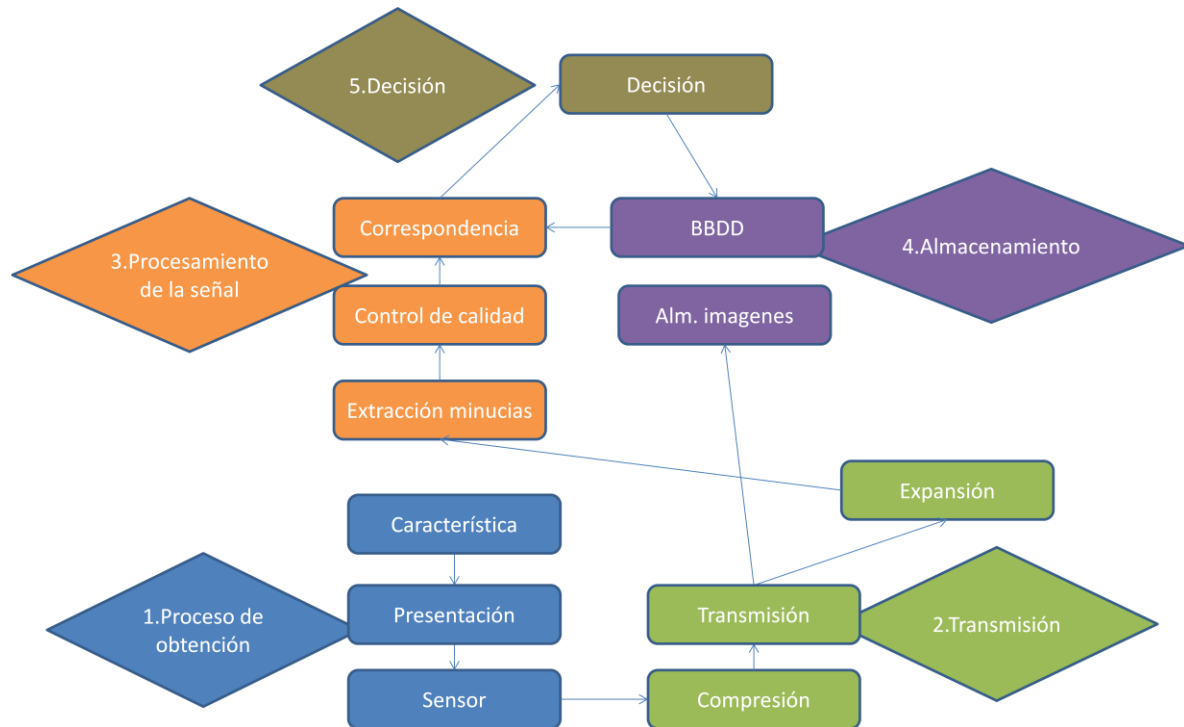 5.Decisión
Decisión
Correspondencia
BBDD
4.Almacenamiento
3.Procesamiento
de la señal
Control de calidad
Alm. imagenes
Extracción minucias
Expansión
Característica
1.Proceso de
obtención
Presentación
Transmisión
2.Transmisión
Sensor
Compresión